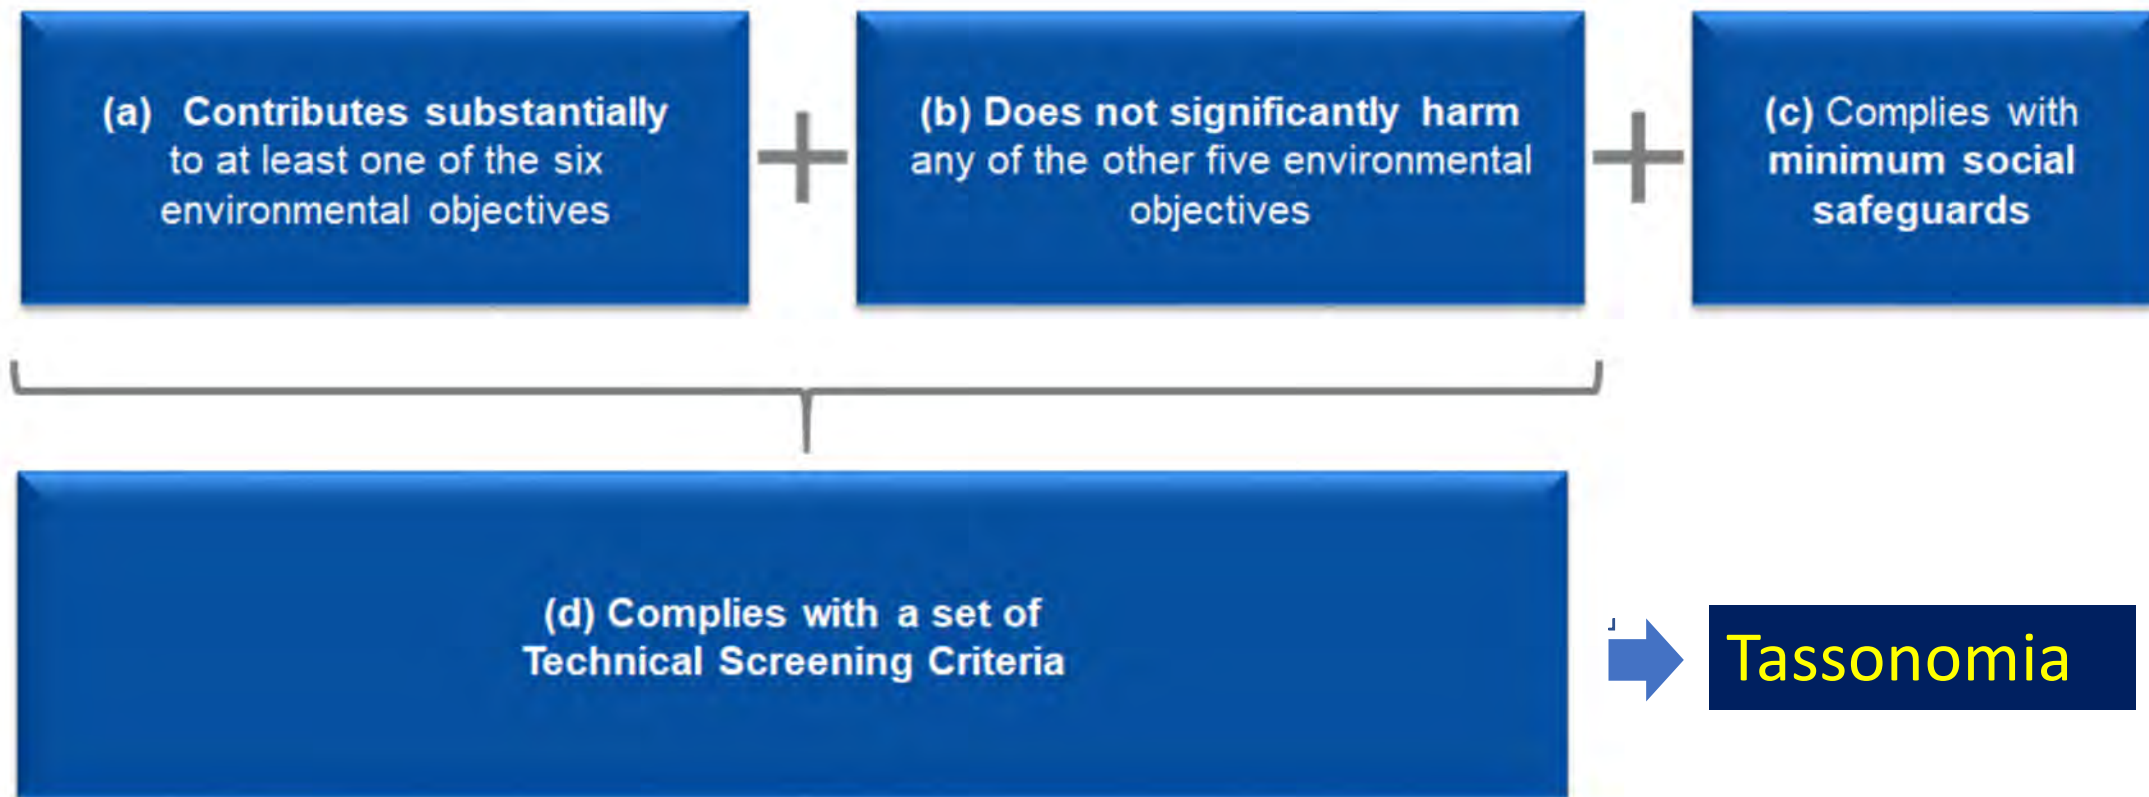 (a) Contributes substantially
to at least one of the six
environmental objectives
(b) Does not significantly harm
any of the other five environmental
objectives
(c) Complies with
minimum social
safeguards
(d) Complies with a set of
Technical Screening Criteria
Tassonomia